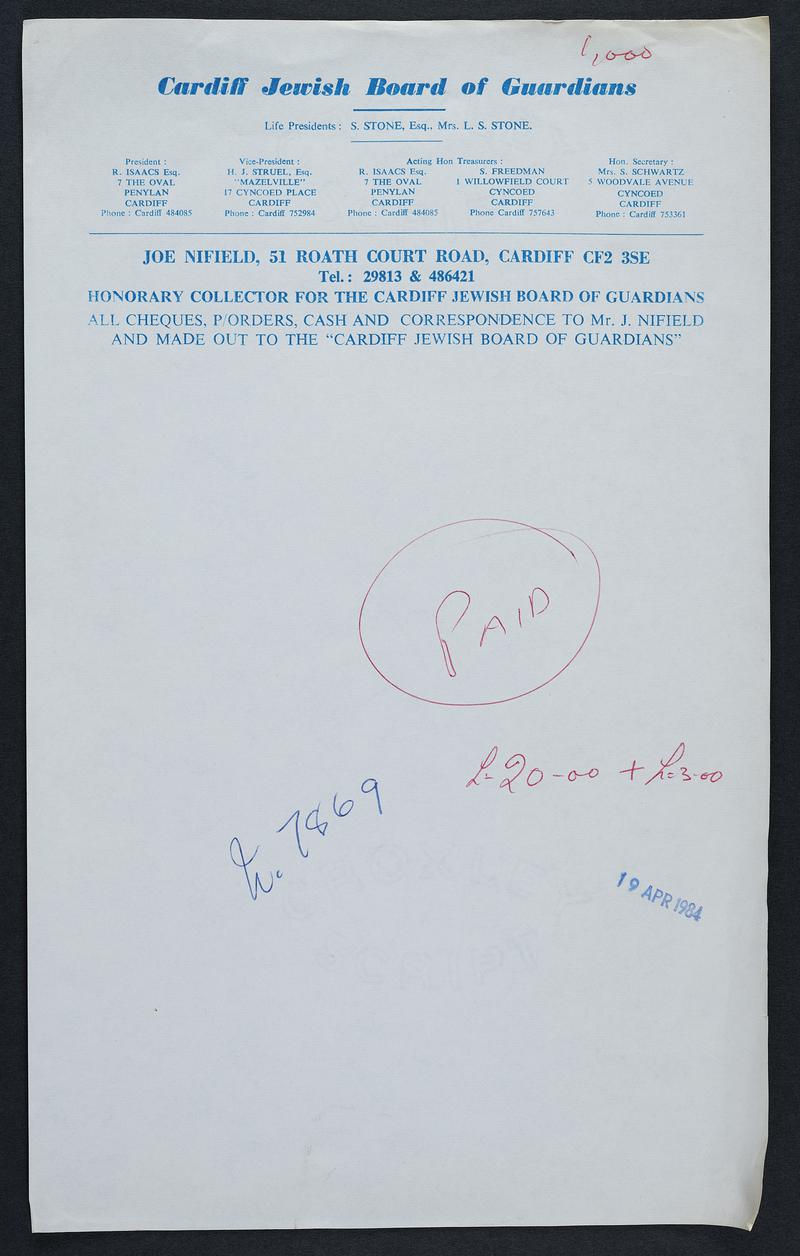 1,000
Cardiff Jewish Board of Guardians
Life Presidents : S. STONE, Esq., Mrs. L. S. STONE.
President :
R. ISAACS Esq.
7 THE OVAL
PENYLAN
CARDIFF
Phone : Cardiff 484085
Vice-President :
H. J. STRUEL, Esq.
"MAZELVILLE"
17 CYNCOED PLACE
CARDIFF
Phone : Cardiff 752984
Acting Hon Treasurers :
R. ISAACS Esq.
7 THE OVAL
PENYLAN
CARDIFF
Phone : Cardiff 484085
S. FREEDMAN
1 WILLOWFIELD COURT
CYNCOED
CARDIFF
Phone Cardiff 757643
Hon. Secretary :
Mrs. S. SCHWARTZ
5 WOODVALE AVENUE
CYNCOED
CARDIFF
Phone : Cardiff 753361
JOE NIFIELD, 51 ROATH COURT ROAD, CARDIFF CF2 3SE
Tel. : 29813 & 486421
HONORARY COLLECTOR FOR THE CARDIFF JEWISH BOARD OF GUARDIANS
ALL CHEQUES, P/ORDERS, CASH AND CORRESPONDENCE TO Mr. J. NIFIELD
AND MADE OUT TO THE “CARDIFF JEWISH BOARD OF GUARDIANS”
PAID
£-20-00 + £=3-00
7869
19 APR 1984